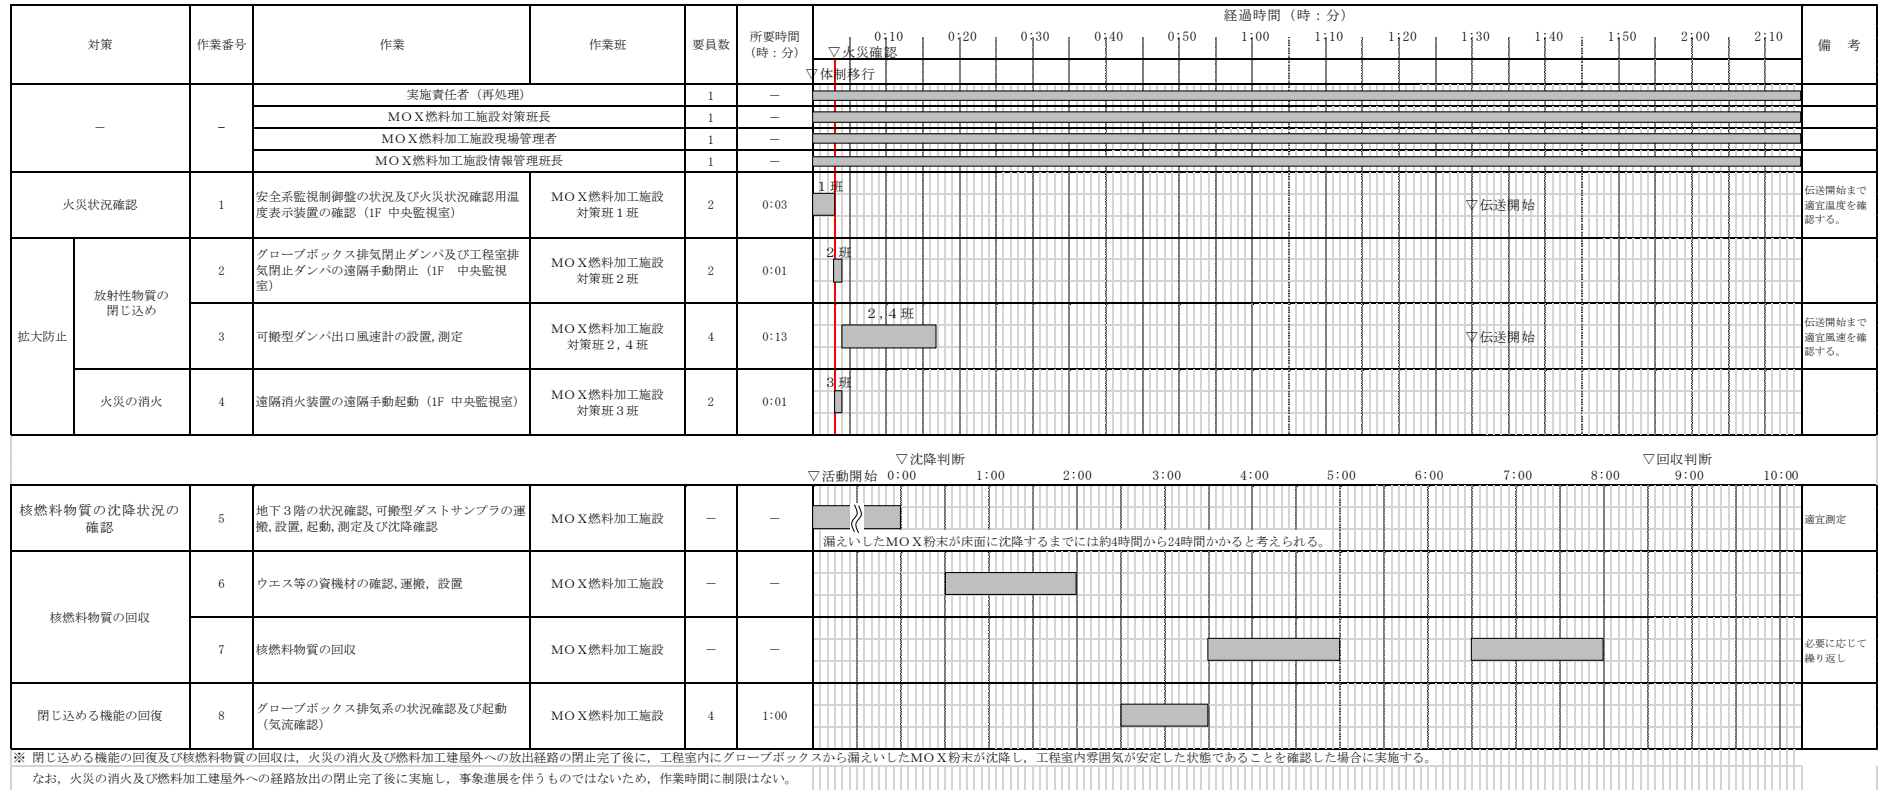 対策 作業番号 作業 作業班 要員数 所要時間（時：分） 経過時間（時：分） 備　考
0:10 0:20 0:30 0:40 0:50 1:00 1:10 1:20 1:30 1:40 1:50 2:00 2:10
▽火災確認
▽体制移行
－ －
実施責任者（再処理） 1 －
ＭＯＸ燃料加工施設対策班長 1 －
ＭＯＸ燃料加工施設現場管理者 1 －
ＭＯＸ燃料加工施設情報管理班長 1 －
火災状況確認 1
安全系監視制御盤の状況及び火災状況確認用温
度表示装置の確認（1F 中央監視室）
ＭＯＸ燃料加工施設
対策班１班
2 0:03
１班
▽伝送開始
伝送開始まで
適宜温度を確
認する。
拡大防止
放射性物質の
閉じ込め
2
グローブボックス排気閉止ダンパ及び工程室排
気閉止ダンパの遠隔手動閉止（1F　中央監視
室）
ＭＯＸ燃料加工施設
対策班２班
2 0:01
２班
3 可搬型ダンパ出口風速計の設置,測定
ＭＯＸ燃料加工施設
対策班２,４班
4 0:13
２,４班
▽伝送開始
伝送開始まで
適宜風速を確
認する。
火災の消火 4 遠隔消火装置の遠隔手動起動（1F 中央監視室）
ＭＯＸ燃料加工施設
対策班３班
2 0:01
３班
▽沈降判断 ▽回収判断
▽活動開始 0:00 1:00 2:00 3:00 4:00 5:00 6:00 7:00 8:00 9:00 10:00
核燃料物質の沈降状況の
確認
5
地下３階の状況確認,可搬型ダストサンプラの運
搬,設置,起動,測定及び沈降確認
ＭＯＸ燃料加工施設 － －
漏えいしたＭＯＸ粉末が床面に沈降するまでには約4時間から24時間かかると考えられる。
適宜測定
核燃料物質の回収
6 ウエス等の資機材の確認,運搬，設置 ＭＯＸ燃料加工施設 － －
7 核燃料物質の回収 ＭＯＸ燃料加工施設 － －
必要に応じて
繰り返し
閉じ込める機能の回復 8
グローブボックス排気系の状況確認及び起動
（気流確認）
ＭＯＸ燃料加工施設 4 1:00
※ 閉じ込める機能の回復及び核燃料物質の回収は，火災の消火及び燃料加工建屋外への放出経路の閉止完了後に，工程室内にグローブボックスから漏えいしたＭＯＸ粉末が沈降し，工程室内雰囲気が安定した状態であることを確認した場合に実施する。
なお，火災の消火及び燃料加工建屋外への経路放出の閉止完了後に実施し，事象進展を伴うものではないため，作業時間に制限はない。